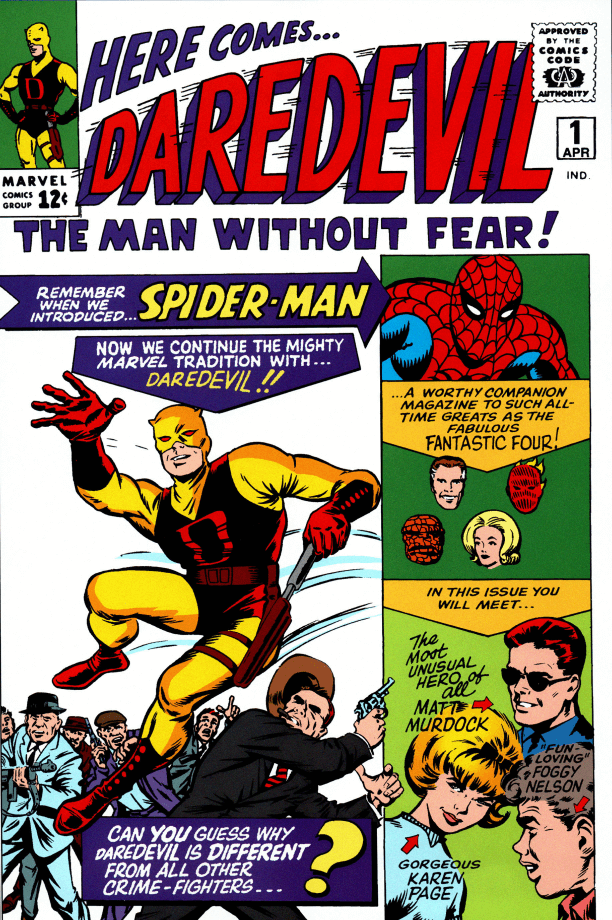 HERE COMES...
DAREDEVIL
APPROVED
BY THE
COMICS
CODE
CA
AUTHORITY
D
MARVEL
COMICS
GROUP 12¢
1
APR
IND.
THE MAN WITHOUT FEAR!
REMEMBER
WHEN WE
INTRODUCED...
SPIDER-MAN
NOW WE CONTINUE THE MIGHTY
MARVEL TRADITION WITH...
DAREDEVIL!!
...A WORTHY COMPANION
MAGAZINE TO SUCH ALL-
TIME GREATS AS THE
FABULOUS
FANTASTIC FOUR!
D
IN THIS ISSUE YOU
WILL MEET...
The
Most
UNUSUAL
HERO of
all
MATT
MURDOCK
"FUN
LOVING"
FOGGY
NELSON
GORGEOUS
KAREN
PAGE
CAN YOU GUESS WHY
DAREDEVIL IS DIFFERENT
FROM ALL OTHER
CRIME-FIGHTERS...
?